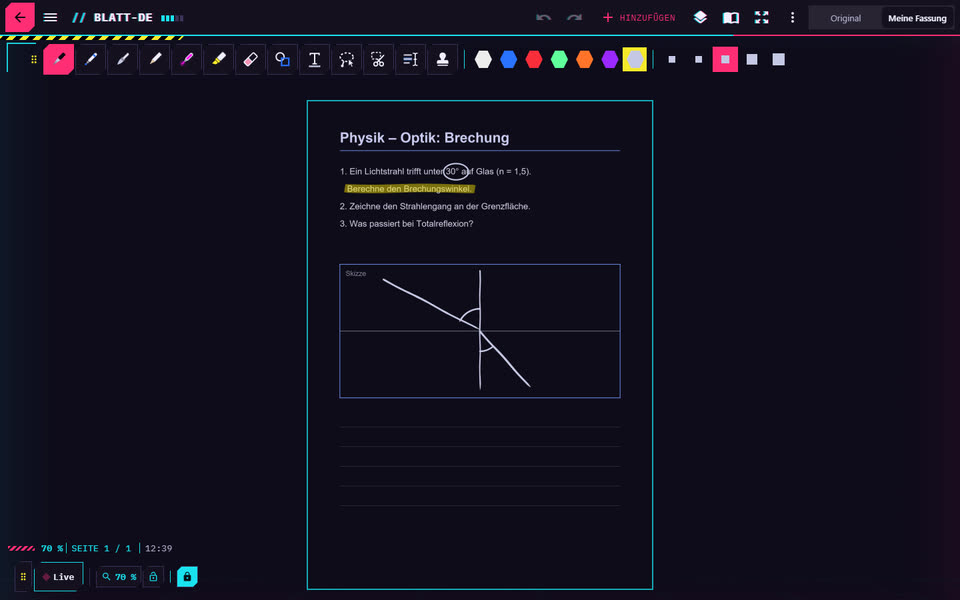 // BLATT-DE
HINZUFÜGEN
Original
Meine Fassung
Physik – Optik: Brechung
1. Ein Lichtstrahl trifft unter 30° auf Glas (n = 1,5).
Berechne den Brechungswinkel.
2. Zeichne den Strahlengang an der Grenzfläche.
3. Was passiert bei Totalreflexion?
Skizze
70 % SEITE 1 / 1 12:39
Live
70 %